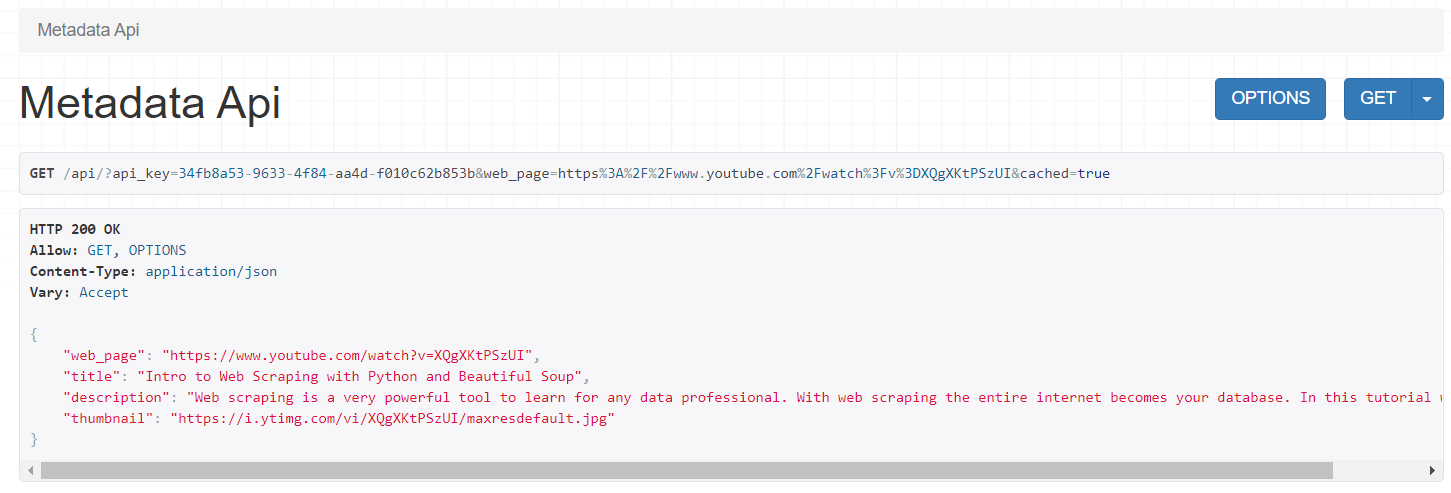 Metadata Api
Metadata Api
OPTIONS
GET
GET /api/?api_key=34fb8a53-9633-4f84-aa4d-f010c62b853b&web_page=https%3A%2F%2Fwww.youtube.com%2Fwatch%3Fv%3DXQgXKtPSzUI&cached=true
HTTP 200 OK
Allow: GET, OPTIONS
Content-Type: application/json
Vary: Accept
{
"web_page": "https://www.youtube.com/watch?v=XQgXKtPSzUI",
"title": "Intro to Web Scraping with Python and Beautiful Soup",
"description": "Web scraping is a very powerful tool to learn for any data professional. With web scraping the entire internet becomes your database. In this tutorial
"thumbnail": "https://i.ytimg.com/vi/XQgXKtPSzUI/maxresdefault.jpg"
}